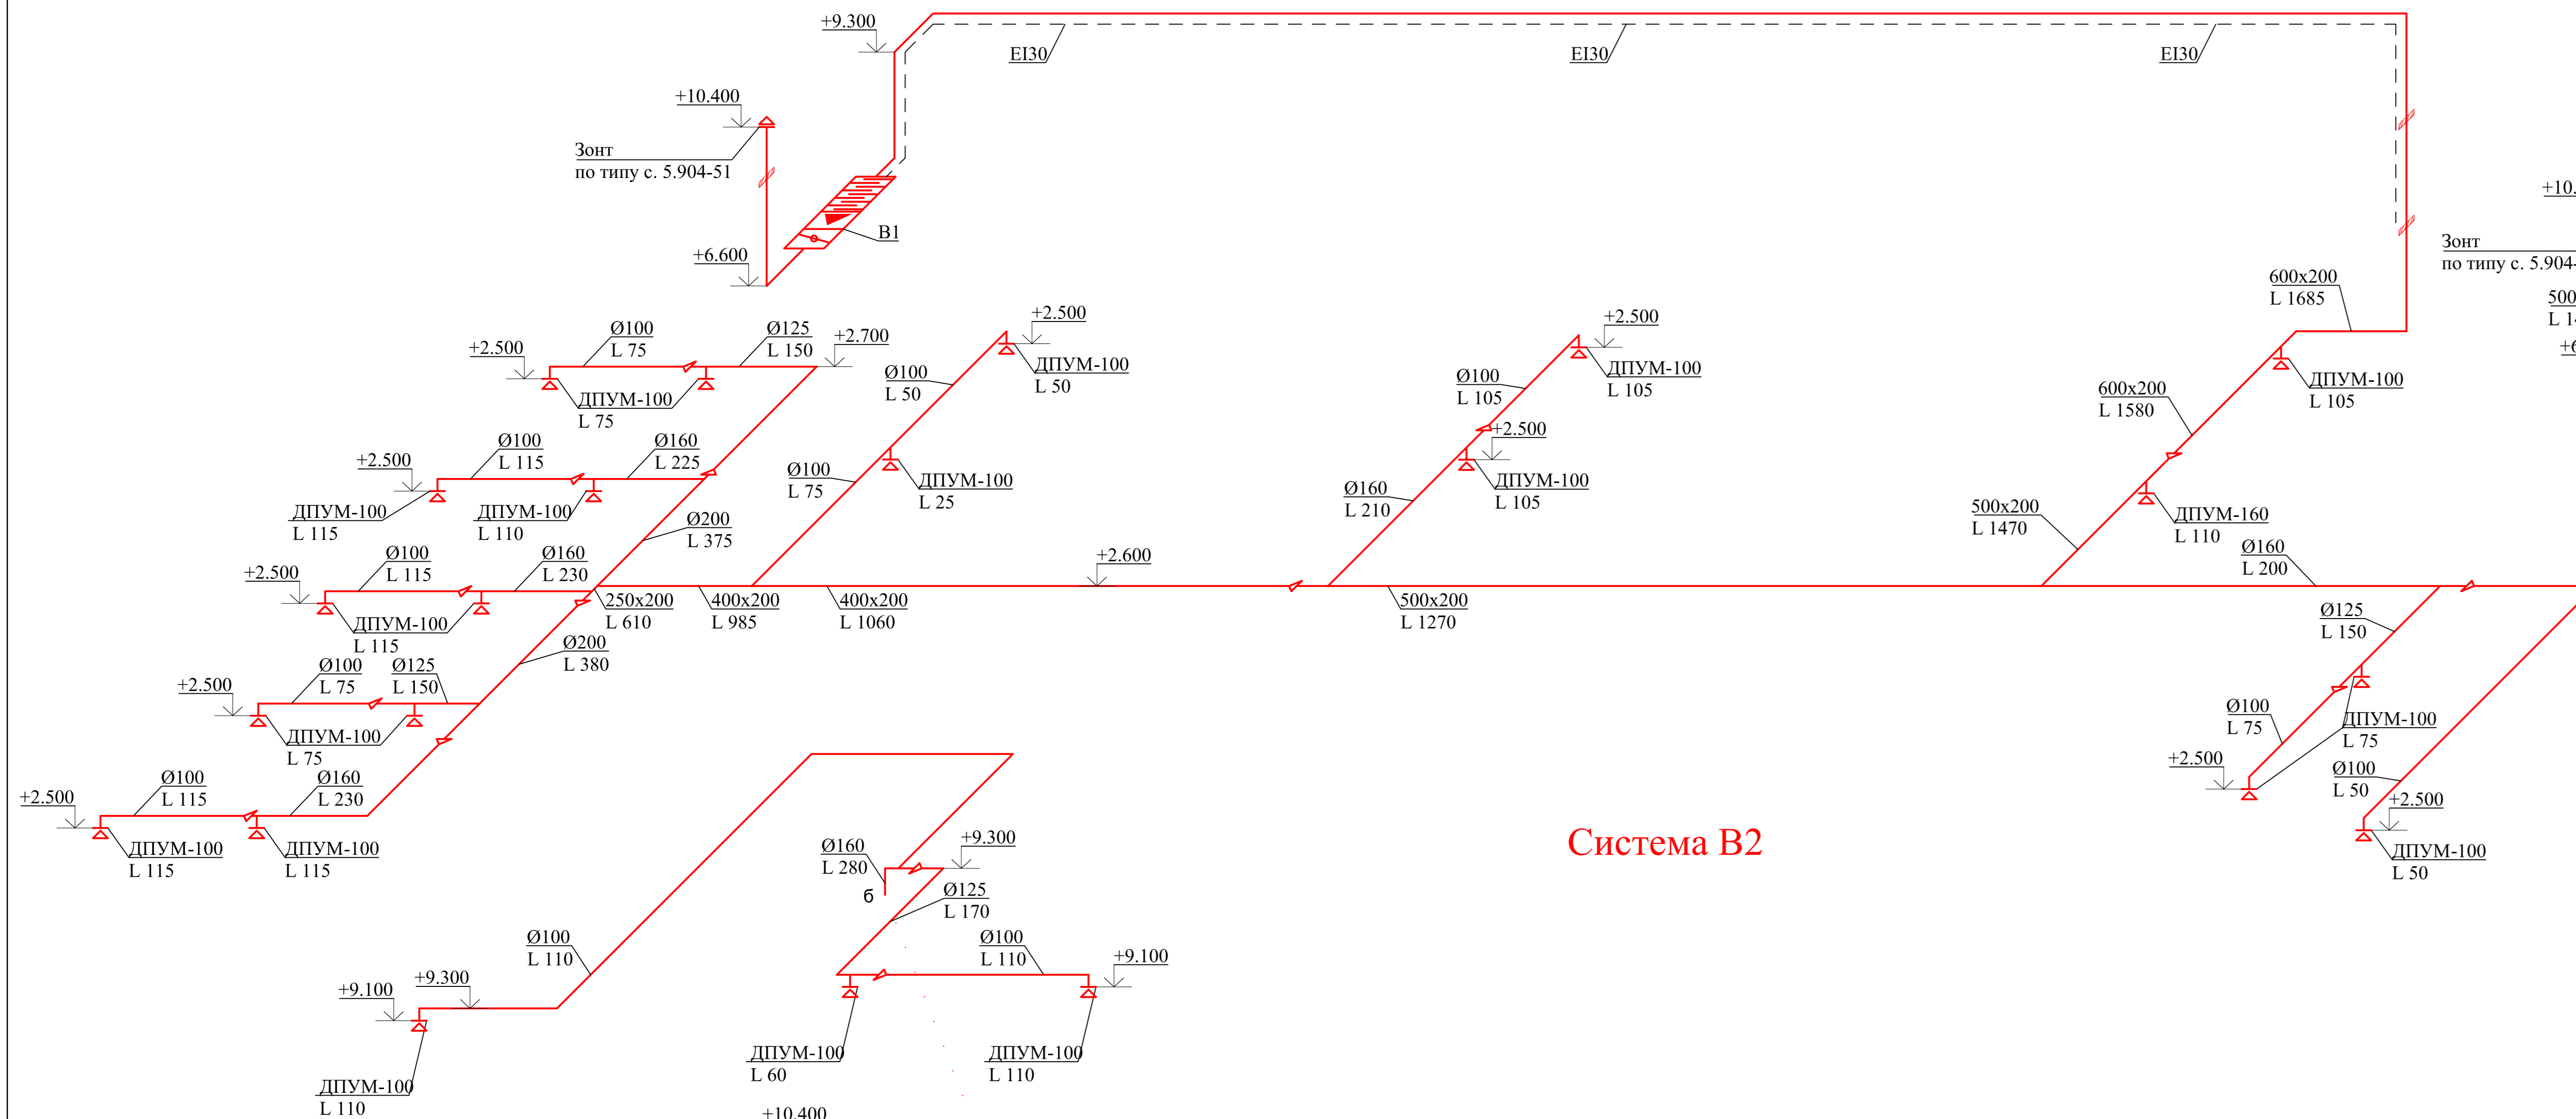 +9.300
EI30
EI30
EI30
+10.400
Зонт
по типу с. 5.904-51
В1
+6.600
+10.
Зонт
по типу с. 5.904-
600x200
L 1685
500
L 14
+6
Ø100
L 75
Ø125
L 150
+2.700
+2.500
ДПУМ-100
L 75
+2.500
ДПУМ-100
L 50
Ø100
L 50
+2.500
ДПУМ-100
L 105
Ø100
L 105
ДПУМ-100
L 105
600x200
L 1580
Ø100
L 115
Ø160
L 225
+2.500
ДПУМ-100
L 115
ДПУМ-100
L 110
Ø100
L 75
ДПУМ-100
L 25
+2.500
ДПУМ-100
L 105
Ø160
L 210
500x200
L 1470
ДПУМ-160
L 110
Ø200
L 375
Ø100
L 115
Ø160
L 230
+2.500
ДПУМ-100
L 115
+2.600
Ø160
L 200
250x200
L 610
400x200
L 985
400x200
L 1060
500x200
L 1270
Ø125
L 150
Ø200
L 380
Ø100
L 75
Ø125
L 150
+2.500
ДПУМ-100
L 75
Ø100
L 75
ДПУМ-100
L 75
+2.500
Ø100
L 50
+2.500
ДПУМ-100
L 50
Ø100
L 115
Ø160
L 230
+2.500
ДПУМ-100
L 115
ДПУМ-100
L 115
Система В2
Ø160
L 280
б
+9.300
Ø125
L 170
Ø100
L 110
Ø100
L 110
+9.100
+9.300
+9.100
ДПУМ-100
L 60
ДПУМ-100
L 110
ДПУМ-100
L 110
+10.400